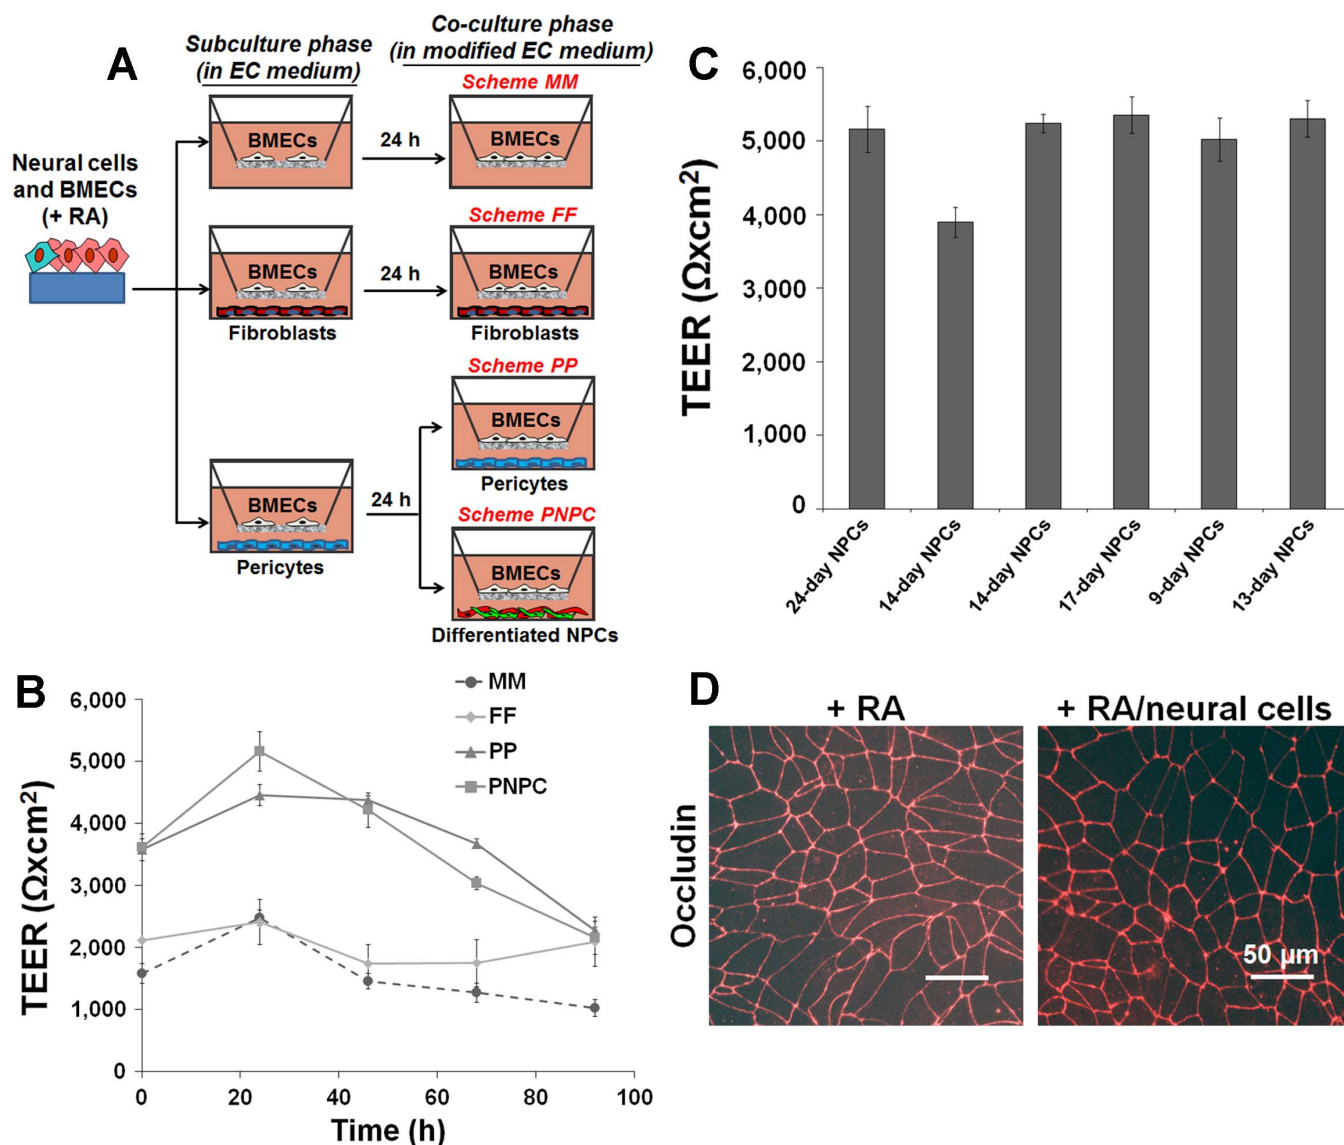 A
Subculture phase
(in EC medium)
Co-culture phase
(in modified EC medium)
Neural cells
and BMECs
(+ RA)
BMECs
24 h
Scheme MM
BMECs
BMECs
Fibroblasts
24 h
Scheme FF
BMECs
Fibroblasts
BMECs
Pericytes
24 h
Scheme PP
BMECs
Pericytes
Scheme PNPC
BMECs
Differentiated NPCs
B
TEER (Ωxcm2)
6,000
5,000
4,000
3,000
2,000
1,000
0
0 20 40 60 80 100
Time (h)
MM
FF
PP
PNPC
C
TEER (Ωxcm2)
6,000
5,000
4,000
3,000
2,000
1,000
0
24-day NPCs
14-day NPCs
14-day NPCs
17-day NPCs
9-day NPCs
13-day NPCs
D
+ RA
+ RA/neural cells
Occludin
50 µm